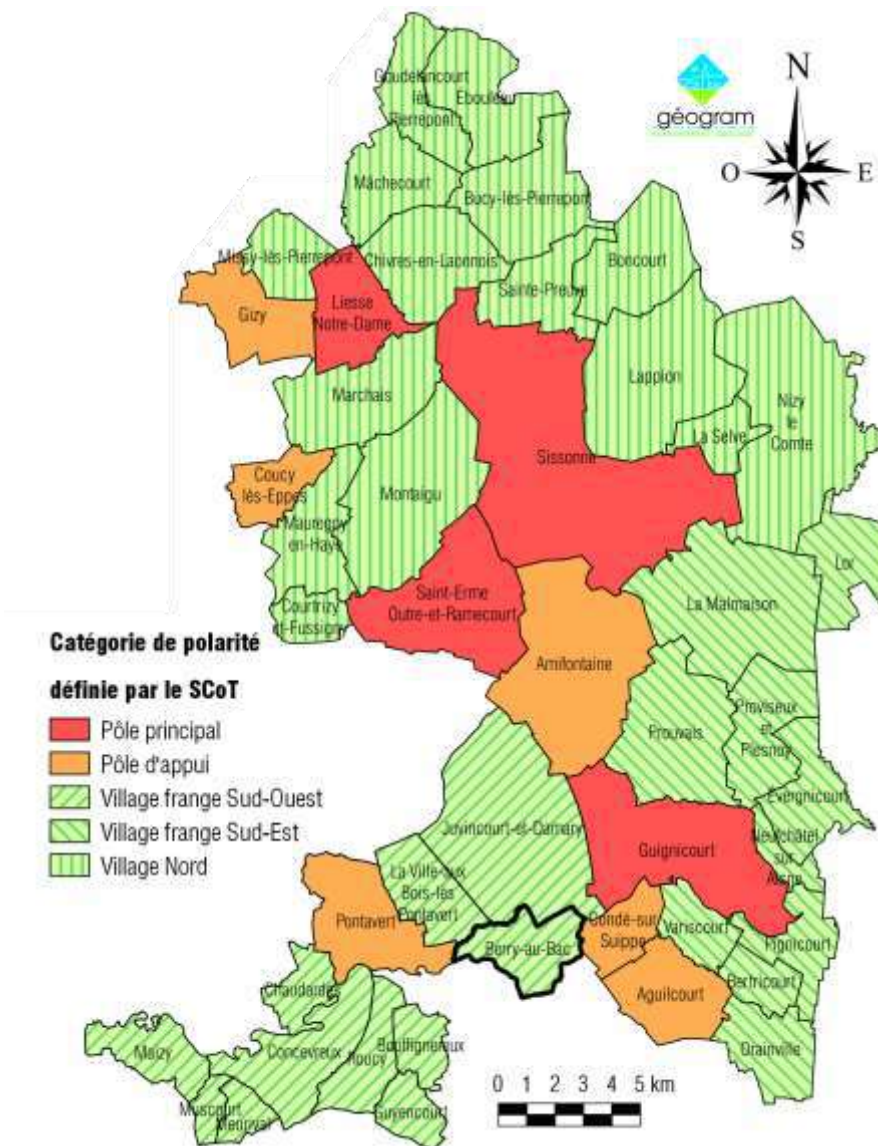 Goudelancourt
lès
Pierrepont
Ebouleau
géogram
N
O
E
S
Mâchecourt
Bucy-lès-Pierrepont
Missy-lès-Pierrepont
Chivres-en-Laonnois
Boncourt
Sainte-Preuve
Gizy
Liesse
Notre-Dame
Lappion
Marchais
Nizy
le
Comte
La Selve
Sissonne
Coucy
lès-Eppes
Montaigu
Mauregny
en-Haye
Lor
Saint-Erme
Outre-et-Ramecourt
La Malmaison
Courtrizy
et-Fussigny
Catégorie de polarité
définie par le SCoT
Pôle principal
Pôle d'appui
Village frange Sud-Ouest
Village frange Sud-Est
Village Nord
Amifontaine
Proviseux
et
Plesnoy
Prouvais
Evergnicourt
Juvincourt-et-Damary
Guignicourt
Neufchâtel
sur
Aisne
La Ville-aux
Bois-lès
Pontavert
Pontavert
Condé-sur
Suippe
Variscourt
Pignicourt
Berry-au-Bac
Bertricourt
Aguilcourt
Chaudardes
Orainville
Maizy
Concevreux
Roucy
Bouffignereux
Muscourt
Meurival
Guyencourt
0 1 2 3 4 5 km